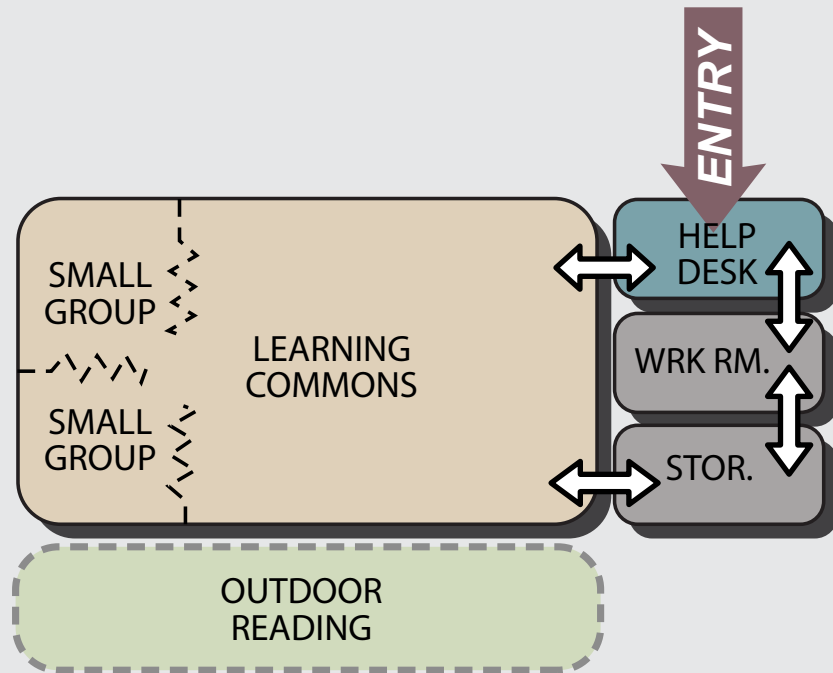 ENTRY
HELP
DESK
SMALL
GROUP
LEARNING
COMMONS
WRK RM.
SMALL
GROUP
STOR.
OUTDOOR
READING